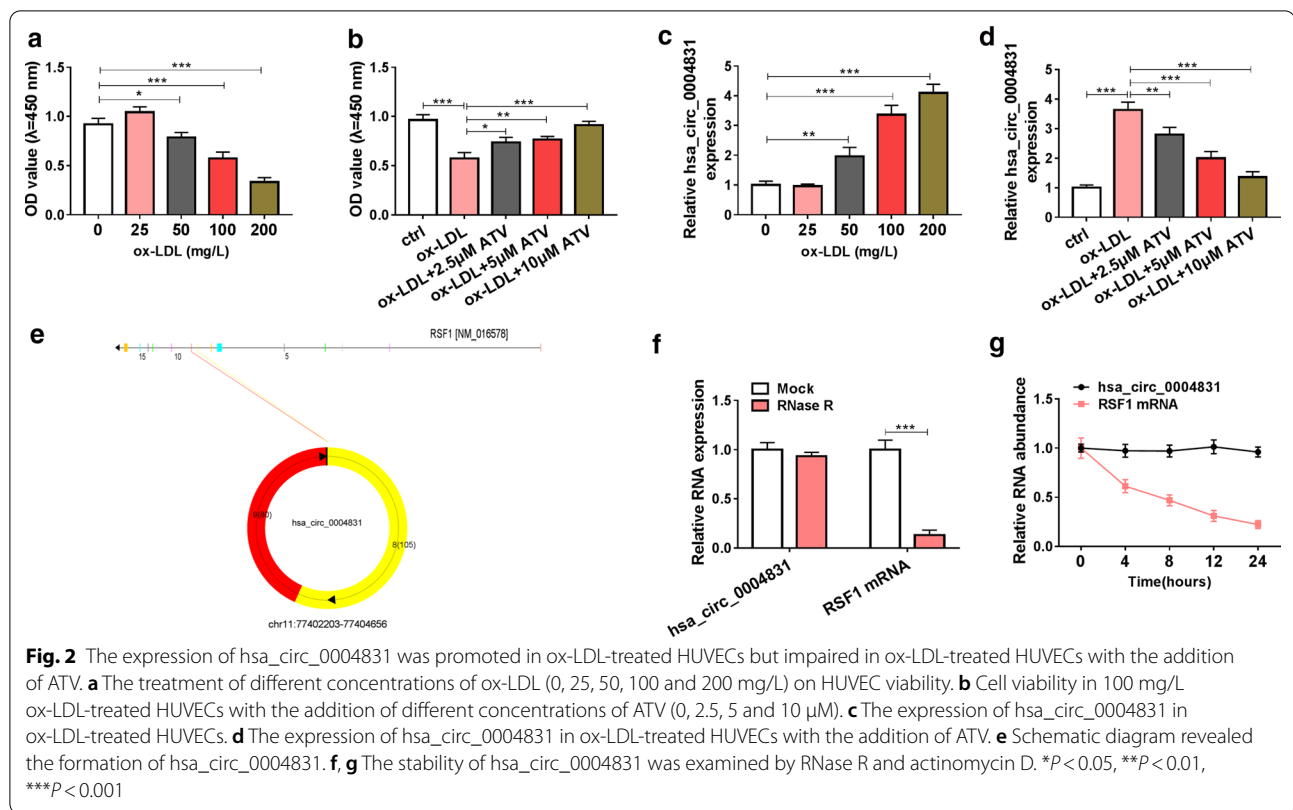 a
OD value (λ=450 nm)
1.5
1.0
0.5
0.0
***
***
*
0 25 50 100 200
ox-LDL (mg/L)
b
OD value (λ=450 nm)
1.5
1.0
0.5
0.0
*** ***
**
*
ctrl
ox-LDL
ox-LDL+2.5μM ATV
ox-LDL+5μM ATV
ox-LDL+10μM ATV
c
Relative hsa_circ_0004831
expression
5
4
3
2
1
0
***
***
**
0 25 50 100 200
ox-LDL (mg/L)
d
Relative hsa_circ_0004831
expression
5
4
3
2
1
0
***
***
*** **
ctrl
ox-LDL
ox-LDL+2.5μM ATV
ox-LDL+5μM ATV
ox-LDL+10μM ATV
e
RSF1 [NM_016578]
15 10 5
hsa_circ_0004831
9(80)
8(105)
chr11:77402203-77404656
f
Relative RNA expression
1.5
1.0
0.5
0.0
Mock
RNase R
***
hsa_circ_0004831
RSF1 mRNA
g
Relative RNA abundance
hsa_circ_0004831
RSF1 mRNA
1.5
1.0
0.5
0.0
0 4 8 12 24
Time(hours)
Fig. 2 The expression of hsa_circ_0004831 was promoted in ox-LDL-treated HUVECs but impaired in ox-LDL-treated HUVECs with the addition
of ATV. a The treatment of different concentrations of ox-LDL (0, 25, 50, 100 and 200 mg/L) on HUVEC viability. b Cell viability in 100 mg/L
ox-LDL-treated HUVECs with the addition of different concentrations of ATV (0, 2.5, 5 and 10 μM). c The expression of hsa_circ_0004831 in
ox-LDL-treated HUVECs. d The expression of hsa_circ_0004831 in ox-LDL-treated HUVECs with the addition of ATV. e Schematic diagram revealed
the formation of hsa_circ_0004831. f, g The stability of hsa_circ_0004831 was examined by RNase R and actinomycin D. *P < 0.05, **P < 0.01,
***P < 0.001